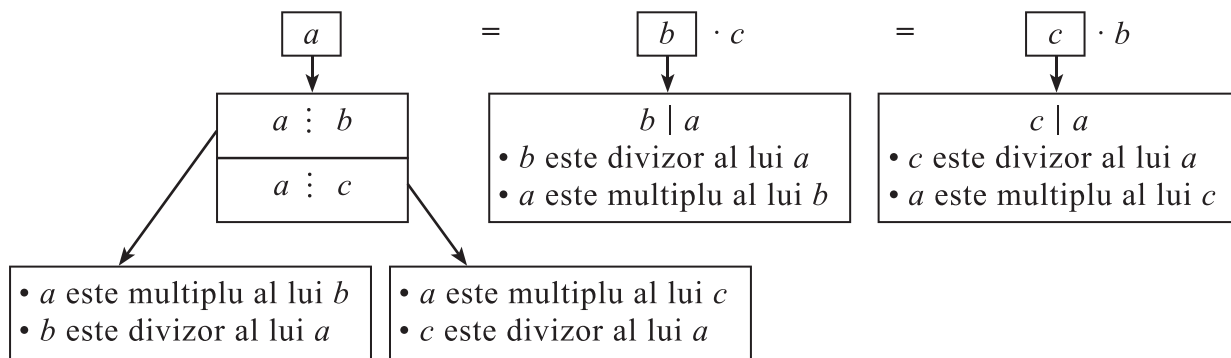 a = b · c = c · b
a ⋮ b
a ⋮ c
b | a
• b este divizor al lui a
• a este multiplu al lui b
c | a
• c este divizor al lui a
• a este multiplu al lui c
• a este multiplu al lui b
• b este divizor al lui a
• a este multiplu al lui c
• c este divizor al lui a